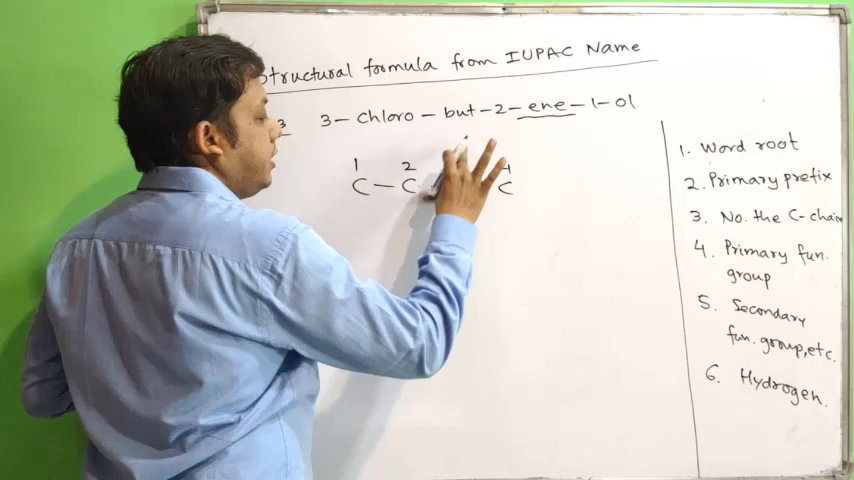 Structural formula from IUPAC Name
3 3- Chloro - but -2- ene -1-ol
1 2 4
C - C C
1. Word root
2. Primary prefix
3. No. the C-chain
4. Primary fun.
group
5. Secondary
fun. group, etc.
6. Hydrogen.